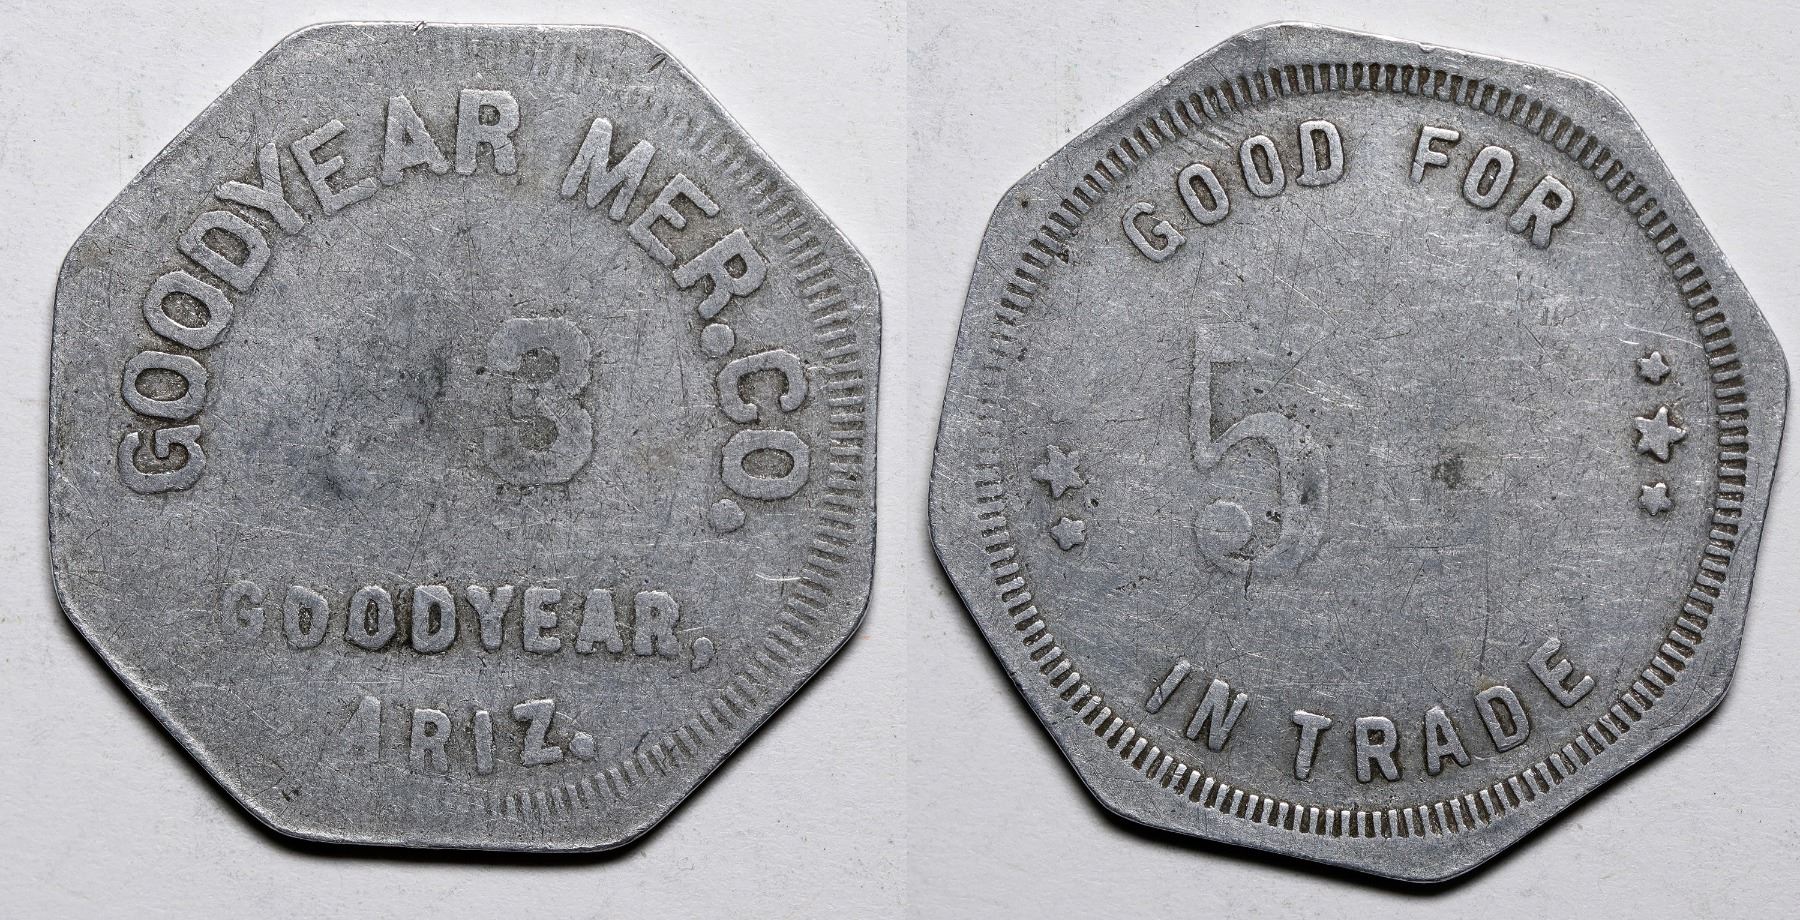 GOODYEAR MER. CO.
3
GOODYEAR,
ARIZ.
GOOD FOR
5
IN TRADE